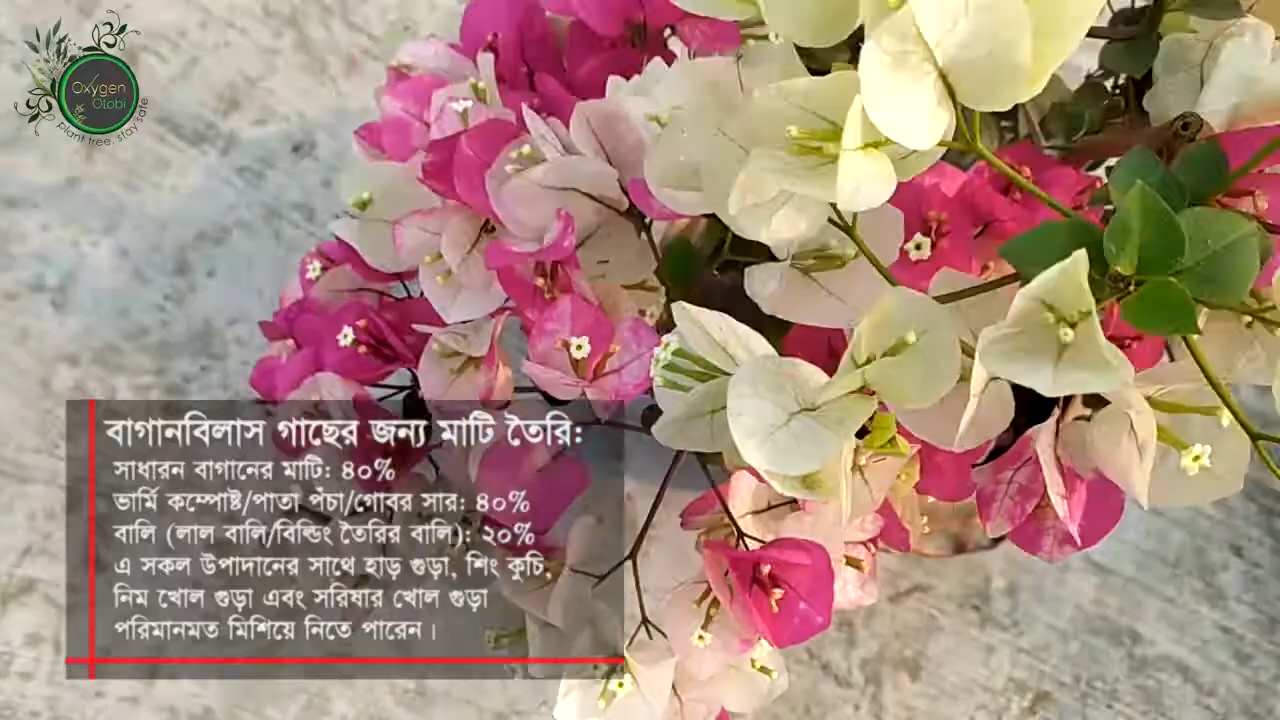 Oxygen
Otobi
plant tree, stay safe
বাগানবিলাস গাছের জন্য মাটি তৈরি:
সাধারন বাগানের মাটি: ৪০%
ভার্মি কম্পোষ্ট/পাতা পঁচা/গোবর সার: ৪০%
বালি (লাল বালি/বিল্ডিং তৈরির বালি): ২০%
এ সকল উপাদানের সাথে হাড় গুড়া, শিং কুচি,
নিম খোল গুড়া এবং সরিষার খোল গুড়া
পরিমানমত মিশিয়ে নিতে পারেন।